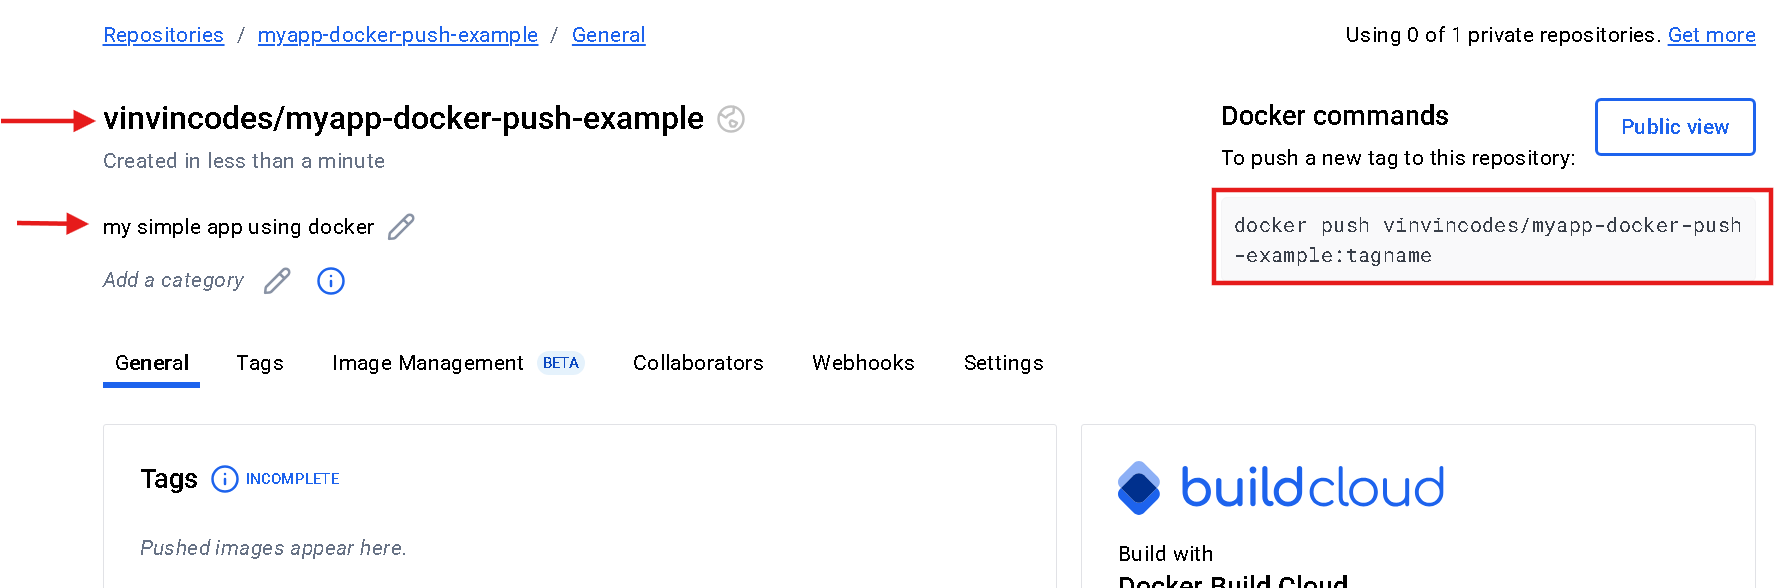 Repositories / myapp-docker-push-example / General
Using 0 of 1 private repositories. Get more
vinvincodes/myapp-docker-push-example
Created in less than a minute
my simple app using docker
Add a category
Docker commands
Public view
To push a new tag to this repository:
docker push vinvincodes/myapp-docker-push
-example:tagname
General Tags Image Management BETA Collaborators Webhooks Settings
Tags INCOMPLETE
Pushed images appear here.
buildcloud
Build with
Docker Build Cloud